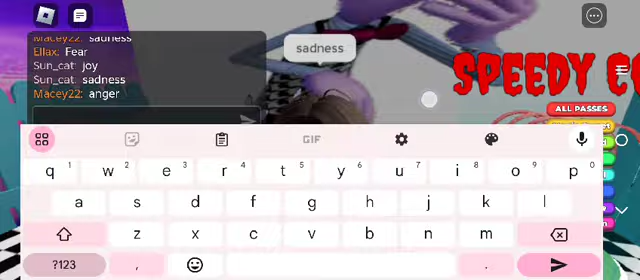 Macey22: sadness
Ellax: Fear
Sun_cat: joy
Sun_cat: sadness
Macey22: anger
sadness
SPEEDY CO
ALL PASSES
GIF
q 1 w 2 e 3 r 4 t 5 y 6 u 7 i 8 o 9 p 0
a s d f g h j k l
z x c v b n m
?123 , .